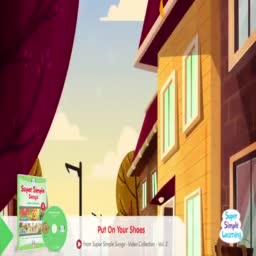 Super Simple
Songs
Put On Your Shoes
From Super Simple Songs - Video Collection - Vol. 2
Super
Simple
Learning